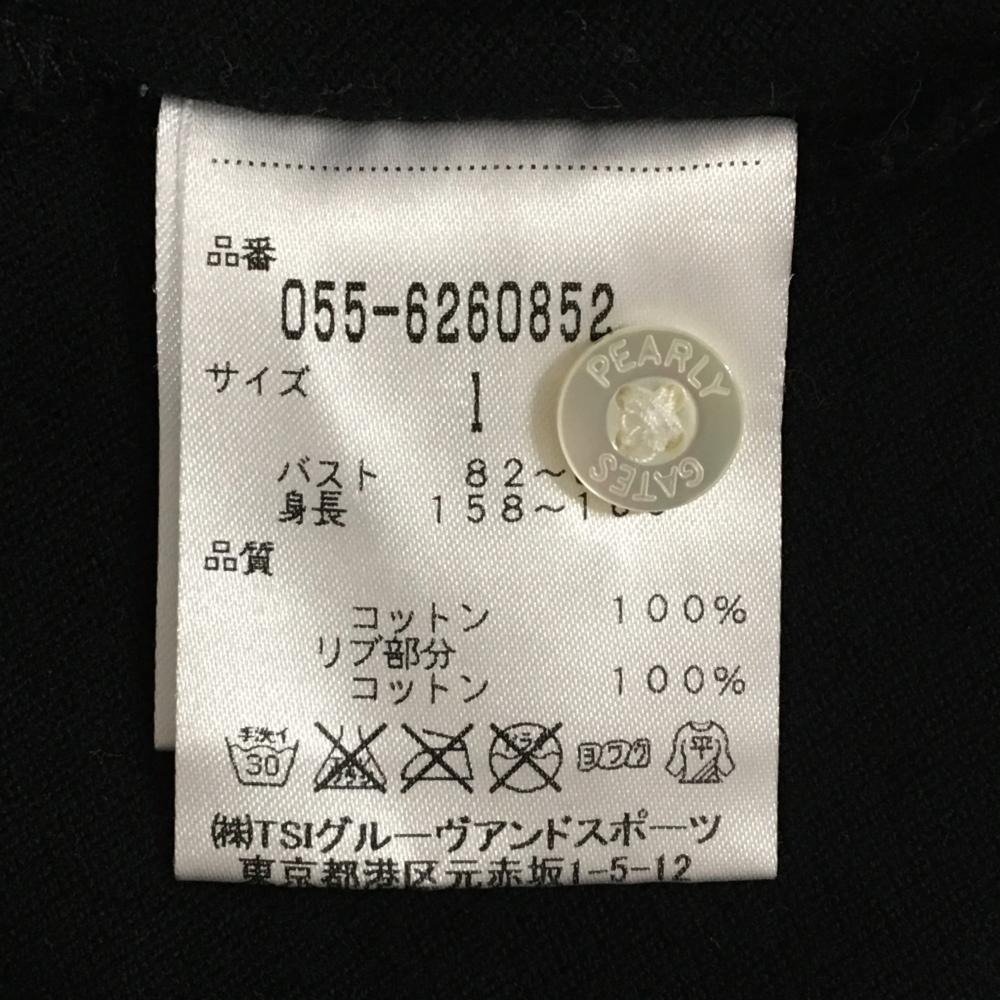 品番
055-6260852
サイズ
1
PEARLY
GATES
バスト 82～
身長 158～1
品質
コットン 100%
リブ部分
コットン 100%
手洗イ
30
ドライ
ヨワク
平
(株)TSIグルーヴアンドスポーツ
東京都港区元赤坂1-5-12